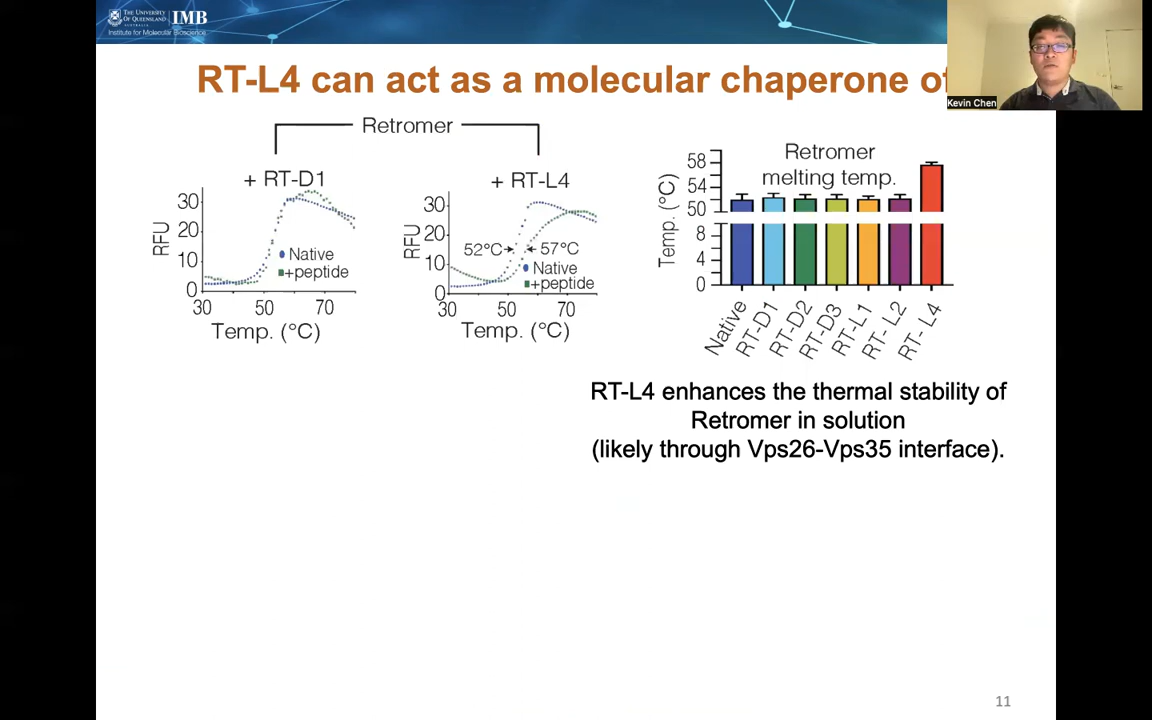 THE UNIVERSITY
OF QUEENSLAND
AUSTRALIA
IMB
Institute for Molecular Bioscience
Kevin Chen
RT-L4 can act as a molecular chaperone of
Retromer
+ RT-D1
RFU
30
20
10
0
Native
+peptide
30 50 70
Temp. (°C)
+ RT-L4
RFU
30
20
10
0
52°C
57°C
Native
+peptide
30 50 70
Temp. (°C)
Retromer
melting temp.
Temp. (°C)
58
54
50
8
4
0
Native
RT-D1
RT-D2
RT-D3
RT-L1
RT- L2
RT- L4
RT-L4 enhances the thermal stability of
Retromer in solution
(likely through Vps26-Vps35 interface).
11